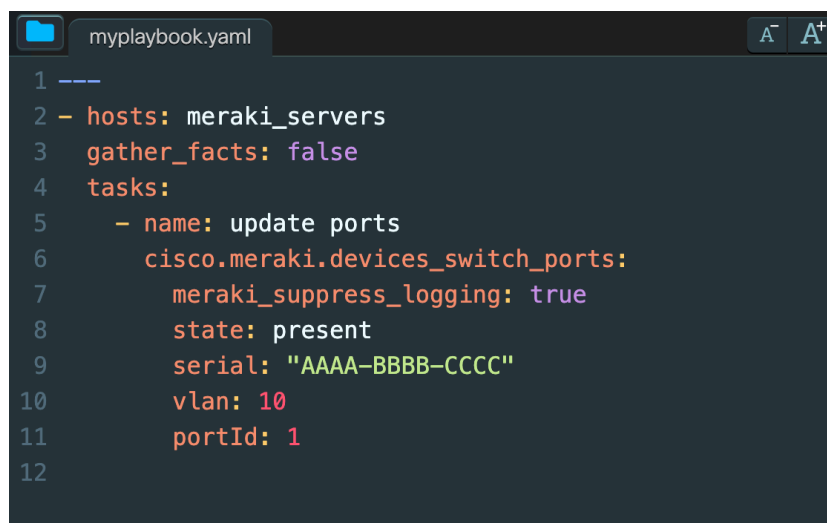 myplaybook.yaml
A- A+
1 ---
2 - hosts: meraki_servers
3 gather_facts: false
4 tasks:
5 - name: update ports
6 cisco.meraki.devices_switch_ports:
7 meraki_suppress_logging: true
8 state: present
9 serial: "AAAA-BBBB-CCCC"
10 vlan: 10
11 portId: 1
12